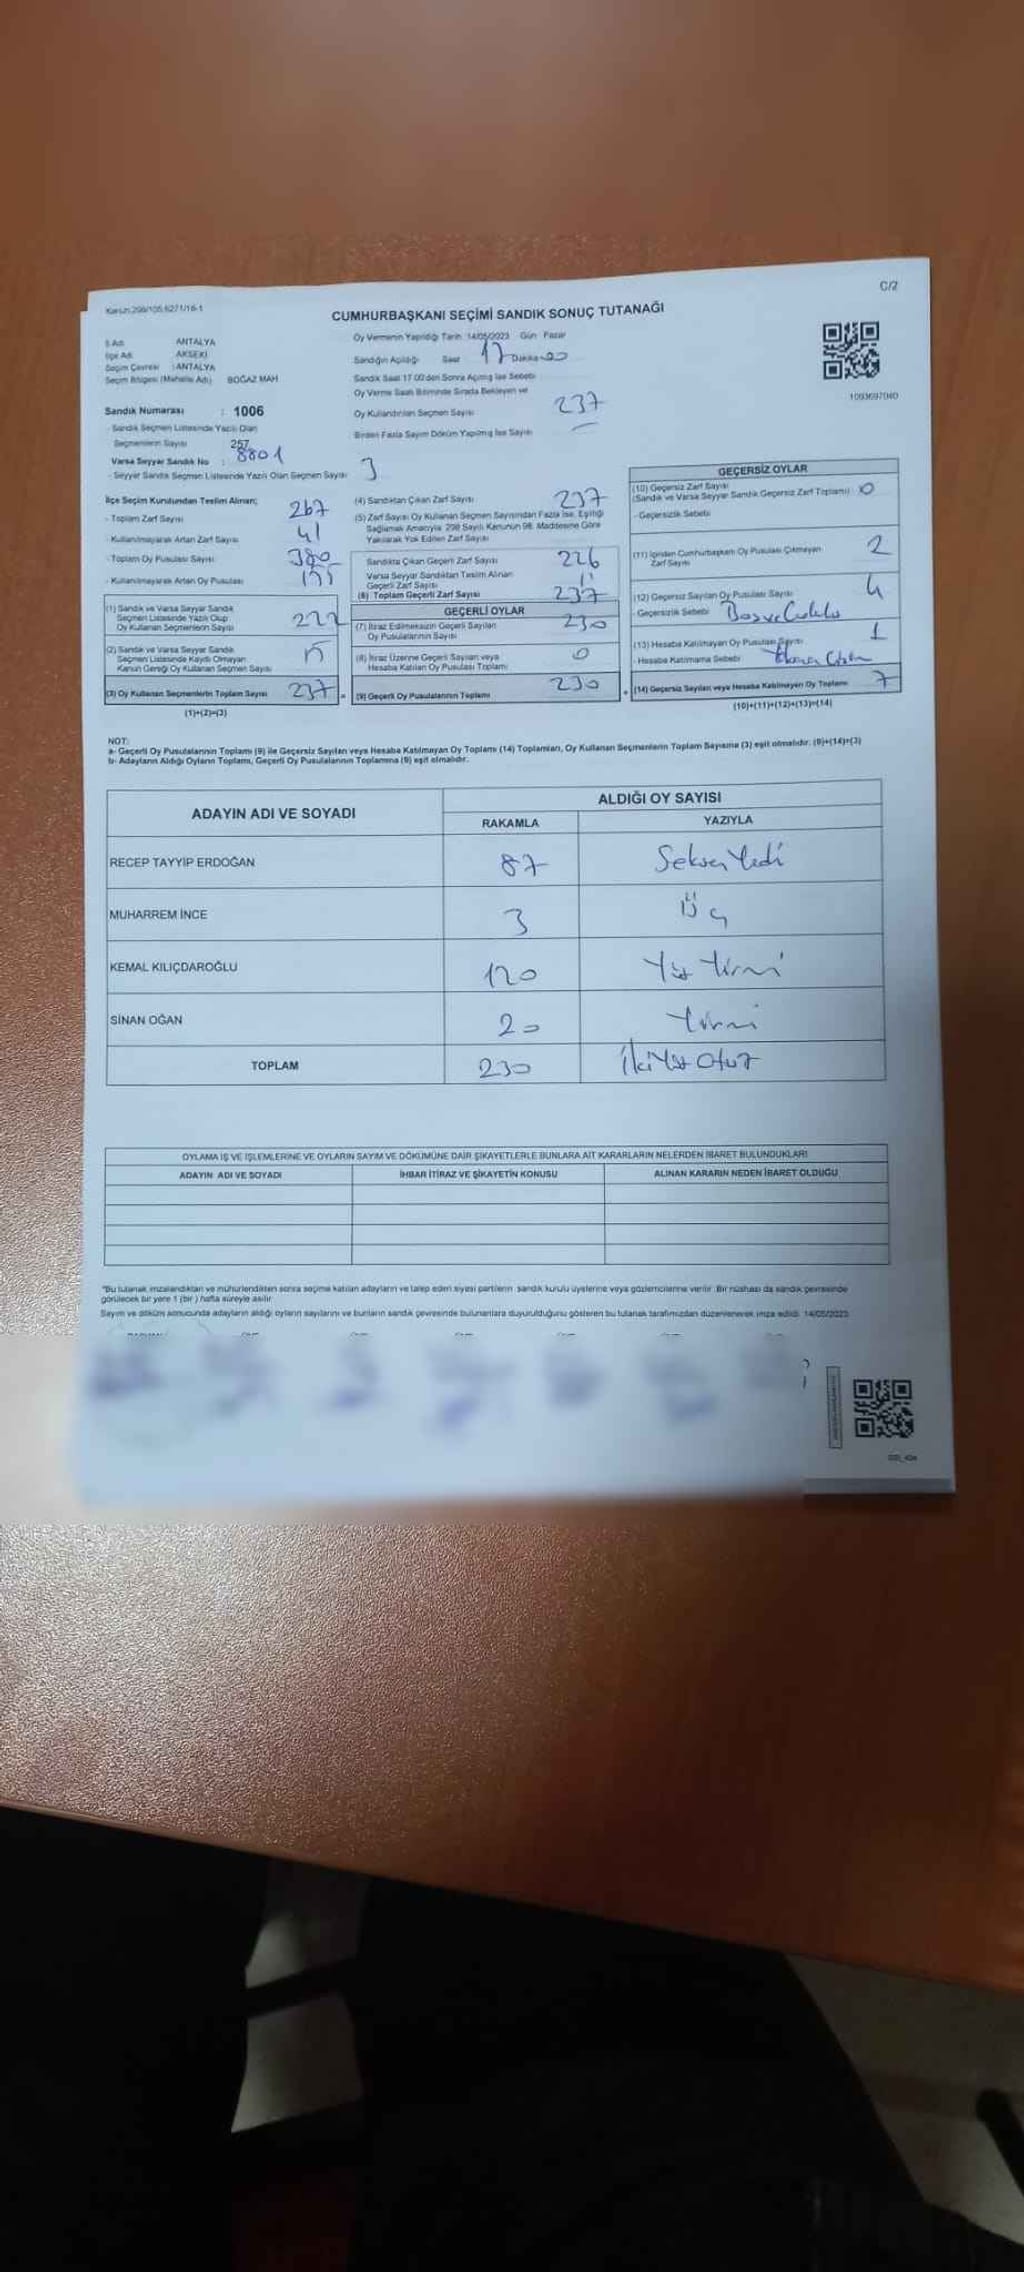 C/2
Kanun:298/105,6271/16-1
CUMHURBAŞKANI SEÇİMİ SANDIK SONUÇ TUTANAĞI
İl Adı ANTALYA
İlçe Adı AKSEKİ
Seçim Çevresi : ANTALYA
Seçim Bölgesi (Mahalle Adı) BOĞAZ MAH
Oy Vermenin Yapıldığı Tarih 14/05/2023 Gün Pazar
Sandığın Açıldığı Saat 17 Dakika 00
Sandık Saat 17:00'den Sonra Açılmış İse Sebebi
Oy Verme Saati Bitiminde Sırada Bekleyen ve
Oy Kullandırılan Seçmen Sayısı 237
Birden Fazla Sayım Döküm Yapılmış İse Sayısı —
1093697040
Sandık Numarası : 1006
- Sandık Seçmen Listesinde Yazılı Olan
Seçmenlerin Sayısı 257
Varsa Seyyar Sandık No : 8801
- Seyyar Sandık Seçmen Listesinde Yazılı Olan Seçmen Sayısı 3
İlçe Seçim Kurulundan Teslim Alınan;
- Toplam Zarf Sayısı 267
- Kullanılmayarak Artan Zarf Sayısı 41
- Toplam Oy Pusulası Sayısı 380
- Kullanılmayarak Artan Oy Pusulası
(1) Sandık ve Varsa Seyyar Sandık
Seçmen Listesinde Yazılı Olup
Oy Kullanan Seçmenlerin Sayısı
(2) Sandık ve Varsa Seyyar Sandık
Seçmen Listesinde Kaydı Olmayan
Kanun Gereği Oy Kullanan Seçmen Sayısı
(3) Oy Kullanan Seçmenlerin Toplam Sayısı 237
(1)+(2)=(3)
(4) Sandıktan Çıkan Zarf Sayısı 237
(5) Zarf Sayısı Oy Kullanan Seçmen Sayısından Fazla İse, Eşitliği
Sağlamak Amacıyla 298 Sayılı Kanunun 98. Maddesine Göre
Yakılarak Yok Edilen Zarf Sayısı
Sandıkta Çıkan Geçerli Zarf Sayısı 226
Varsa Seyyar Sandıktan Teslim Alınan
Geçerli Zarf Sayısı 11
(6) Toplam Geçerli Zarf Sayısı 237
GEÇERLİ OYLAR
(7) İtiraz Edilmeksizin Geçerli Sayılan
Oy Pusulalarının Sayısı 230
(8) İtiraz Üzerine Geçerli Sayılan veya
Hesaba Katılan Oy Pusulası Toplamı 0
(9) Geçerli Oy Pusulalarının Toplamı 230
GEÇERSİZ OYLAR
(10) Geçersiz Zarf Sayısı
(Sandık ve Varsa Seyyar Sandık Geçersiz Zarf Toplamı) 0
- Geçersizlik Sebebi
(11) İçinden Cumhurbaşkanı Oy Pusulası Çıkmayan
Zarf Sayısı 2
(12) Geçersiz Sayılan Oy Pusulası Sayısı 4
- Geçersizlik Sebebi
(13) Hesaba Katılmayan Oy Pusulası Sayısı 1
- Hesaba Katılmama Sebebi
(14) Geçersiz Sayılan veya Hesaba Katılmayan Oy Toplamı 7
(10)+(11)+(12)+(13)=(14)
NOT:
a- Geçerli Oy Pusulalarının Toplamı (9) ile Geçersiz Sayılan veya Hesaba Katılmayan Oy Toplamı (14) Toplamları, Oy Kullanan Seçmenlerin Toplam Sayısına (3) eşit olmalıdır. (9)+(14)=(3)
b- Adayların Aldığı Oyların Toplamı, Geçerli Oy Pusulalarının Toplamına (9) eşit olmalıdır.
ADAYIN ADI VE SOYADI ALDIĞI OY SAYISI
RAKAMLA YAZIYLA
RECEP TAYYİP ERDOĞAN 87 Seksen Yedi
MUHARREM İNCE 3 Üç
KEMAL KILIÇDAROĞLU 120 Yüz Yirmi
SİNAN OĞAN 20 Yirmi
TOPLAM 230 İki Yüz Otuz
OYLAMA İŞ VE İŞLEMLERİNE VE OYLARIN SAYIM VE DÖKÜMÜNE DAİR ŞİKAYETLERLE BUNLARA AİT KARARLARIN NELERDEN İBARET BULUNDUKLARI
ADAYIN ADI VE SOYADI İHBAR İTİRAZ VE ŞİKAYETİN KONUSU ALINAN KARARIN NEDEN İBARET OLDUĞU
*Bu tutanak imzalandıktan ve mühürlendikten sonra seçime katılan adayların ve talep eden siyasi partilerin sandık kurulu üyelerine veya gözlemcilerine verilir. Bir nüshası da sandık çevresinde
görülecek bir yere 1 (bir) hafta süreyle asılır.
Sayım ve döküm sonucunda adayların aldığı oyların sayılarını ve bunların sandık çevresinde bulunanlara duyurulduğunu gösteren bu tutanak tarafımızdan düzenlenerek imza edildi. 14/05/2023